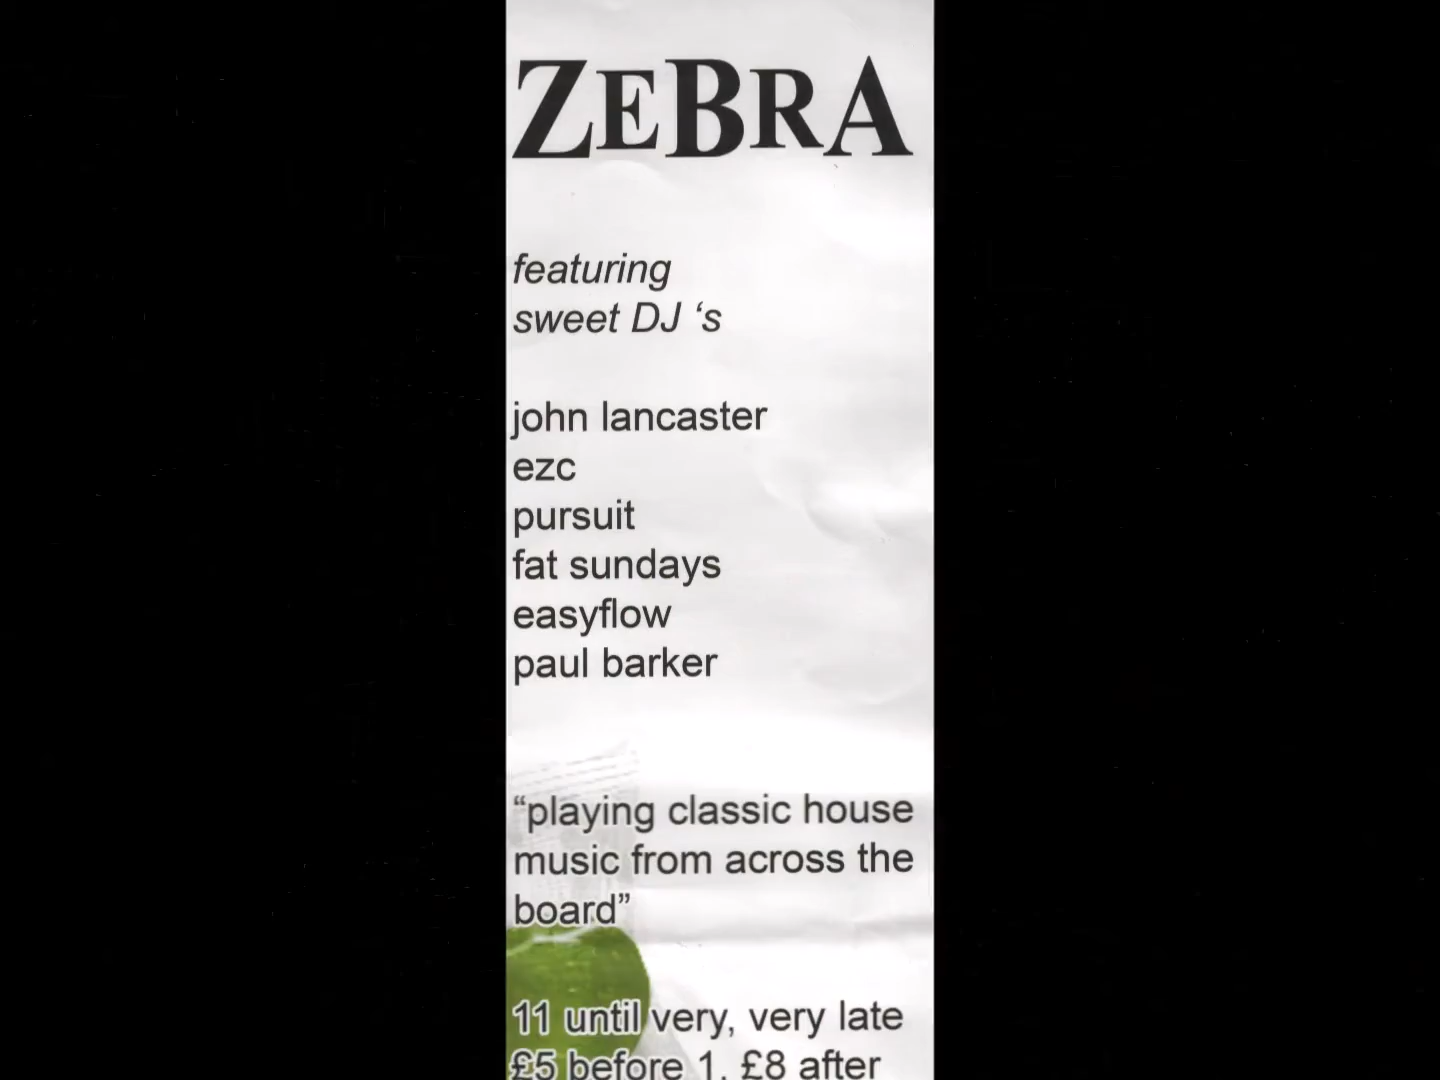 ZEBRA
featuring
sweet DJ ‘s
john lancaster
ezc
pursuit
fat sundays
easyflow
paul barker
“playing classic house
music from across the
board”
11 until very, very late
£5 before 1, £8 after